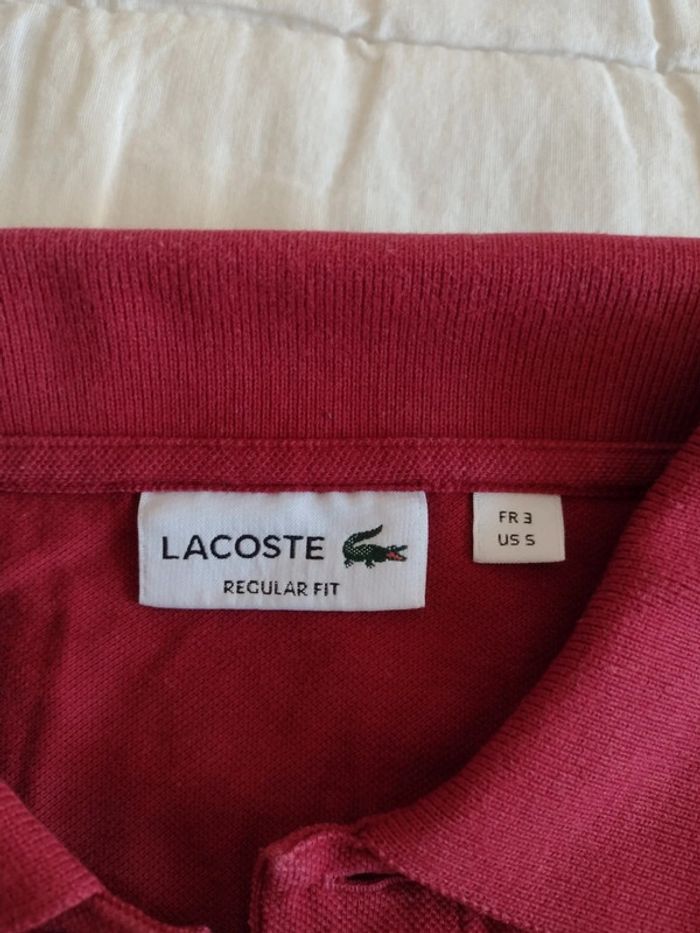 LACOSTE
REGULAR FIT
FR 3
US S